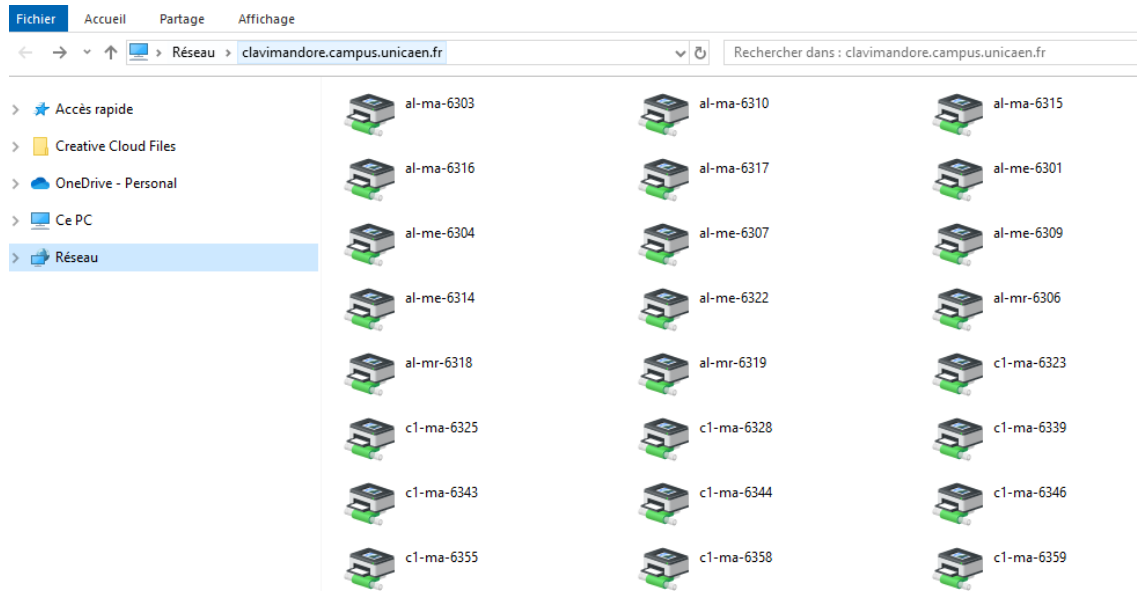 Fichier Accueil Partage Affichage
Réseau clavimandore.campus.unicaen.fr Rechercher dans : clavimandore.campus.unicaen.fr
Accès rapide
Creative Cloud Files
OneDrive - Personal
Ce PC
Réseau
al-ma-6303 al-ma-6310 al-ma-6315
al-ma-6316 al-ma-6317 al-me-6301
al-me-6304 al-me-6307 al-me-6309
al-me-6314 al-me-6322 al-mr-6306
al-mr-6318 al-mr-6319 c1-ma-6323
c1-ma-6325 c1-ma-6328 c1-ma-6339
c1-ma-6343 c1-ma-6344 c1-ma-6346
c1-ma-6355 c1-ma-6358 c1-ma-6359